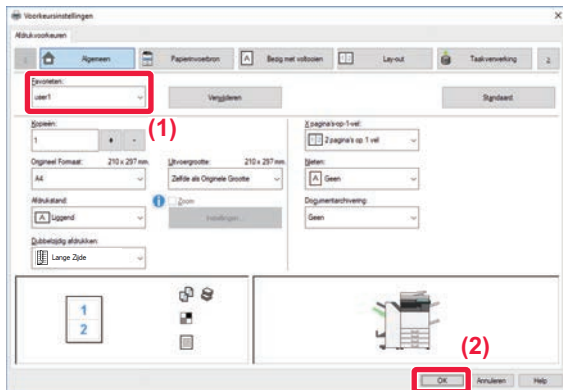 Voorkeursinstellingen
Afdrukvoorkeuren
Algemeen Papierinvoerbron Bezig met voltooien Lay-out Taakverwerking
Favorieten:
user1 Verwijderen Standaard
(1)
Kopieën: X pagina's-op-1-vel:
1 + - 2 pagina's op 1 vel
Origineel Formaat: 210 x 297 mm. Uitvoergrootte: 210 x 297 mm. Nieten:
A4 Zelfde als Originele Grootte Geen
Afdrukstand: Zoom Documentarchivering:
Liggend Instellingen... Geen
Dubbelzijdig afdrukken:
Lange Zijde
1
2
(2)
OK Annuleren Help